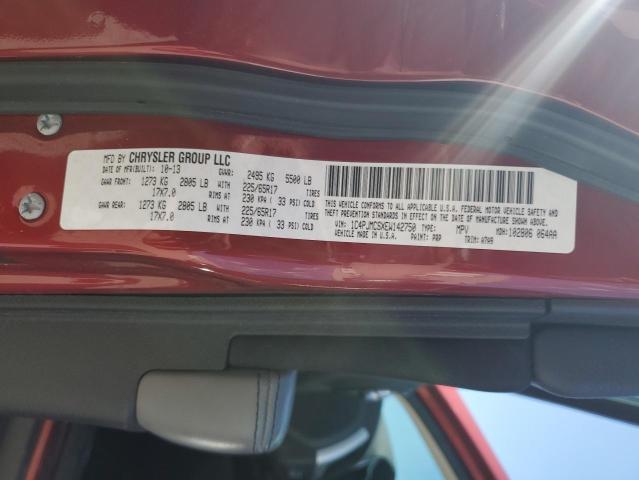 MFD BY CHRYSLER GROUP LLC
DATE OF MFR(BUILT): 10-13 GVWR: 2495 KG 5500 LB
GAWR FRONT: 1273 KG 2805 LB WITH 225/65R17 TIRES
17X7.0 RIMS AT 230 KPA ( 33 PSI) COLD
GAWR REAR: 1273 KG 2805 LB WITH 225/65R17 TIRES
17X7.0 RIMS AT 230 KPA ( 33 PSI) COLD
THIS VEHICLE CONFORMS TO ALL APPLICABLE U.S.A. FEDERAL MOTOR VEHICLE SAFETY AND
THEFT PREVENTION STANDARDS IN EFFECT ON THE DATE OF MANUFACTURE SHOWN ABOVE.
VIN: 1C4PJMCSXEW142750 TYPE: MPV MDH: 102806 064AA
VEHICLE MADE IN U.S.A. PAINT: PRP TRIM: ATX9